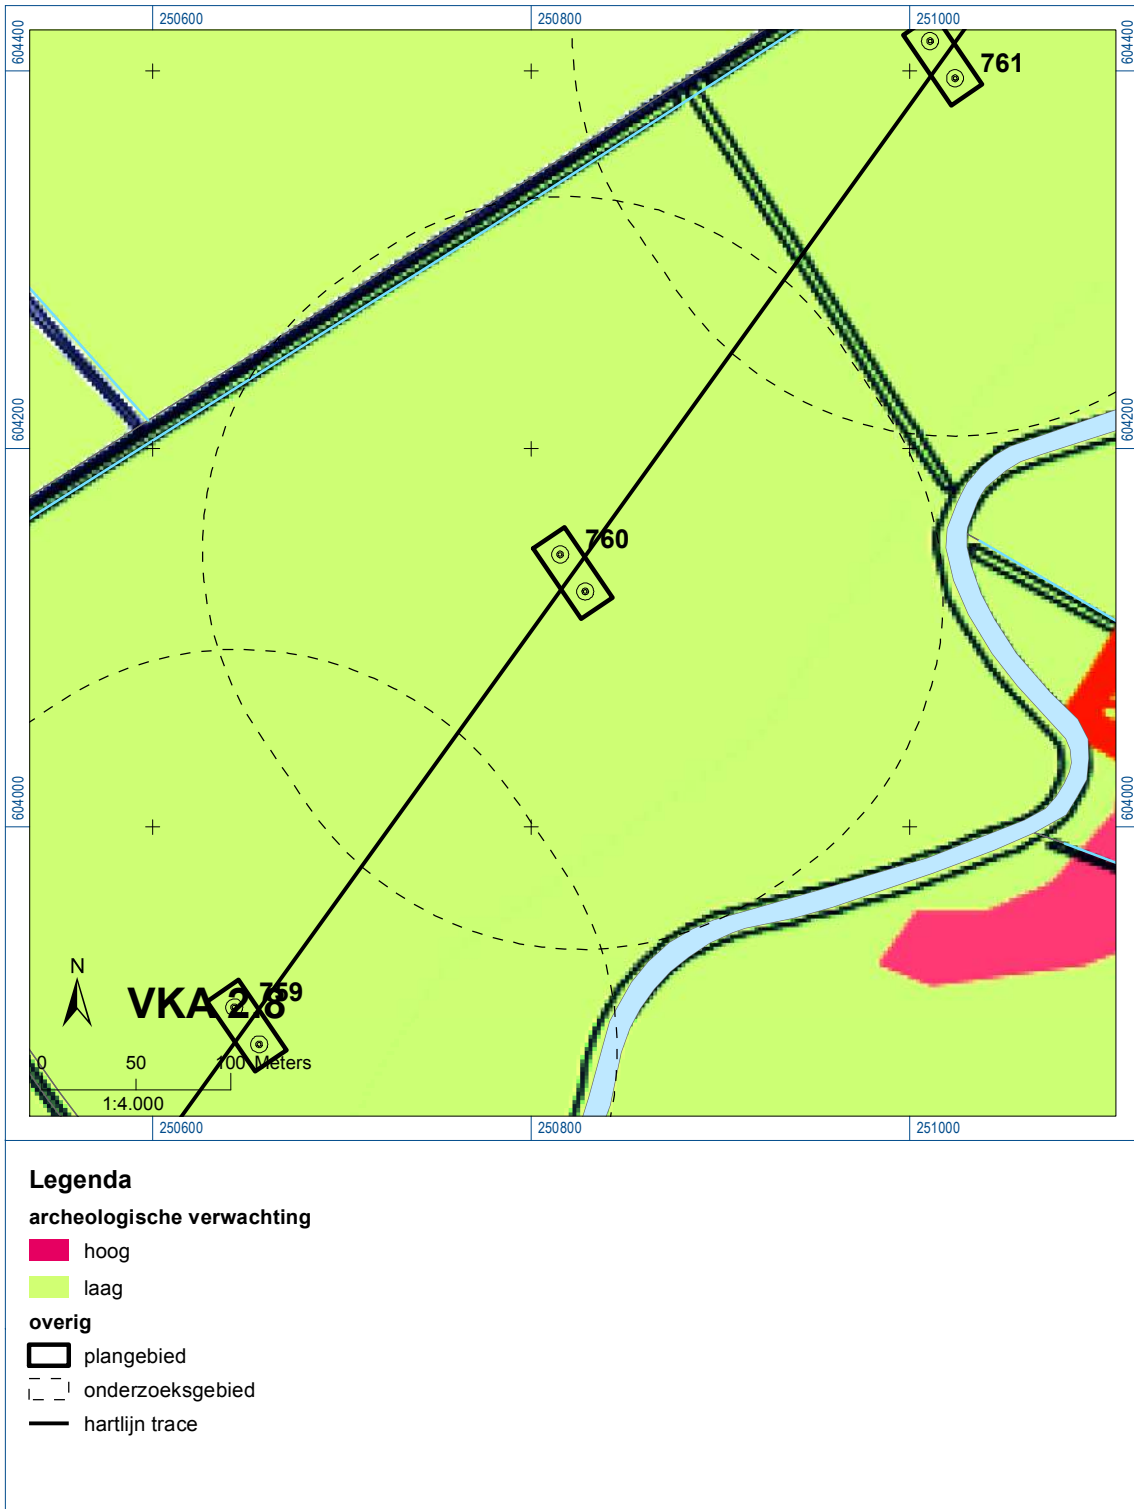 250600 250800 251000
604400 604400
761
604200 604200
760
604000 604000
N
759
VKA 2.8
0 50 100 Meters
1:4.000
250600 250800 251000
Legenda
archeologische verwachting
hoog
laag
overig
plangebied
onderzoeksgebied
hartlijn trace